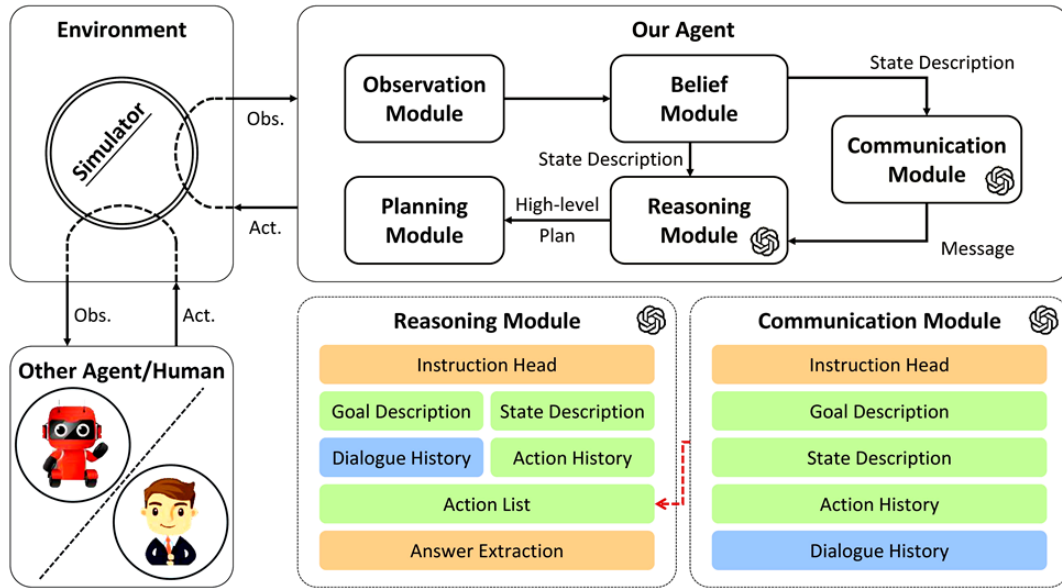 Environment
Simulator
Obs.
Act.
Obs.
Act.
Other Agent/Human
Our Agent
Observation
Module
Belief
Module
State Description
Communication
Module
State Description
Planning
Module
High-level
Plan
Reasoning
Module
Message
Reasoning Module
Instruction Head
Goal Description
State Description
Dialogue History
Action History
Action List
Answer Extraction
Communication Module
Instruction Head
Goal Description
State Description
Action History
Dialogue History